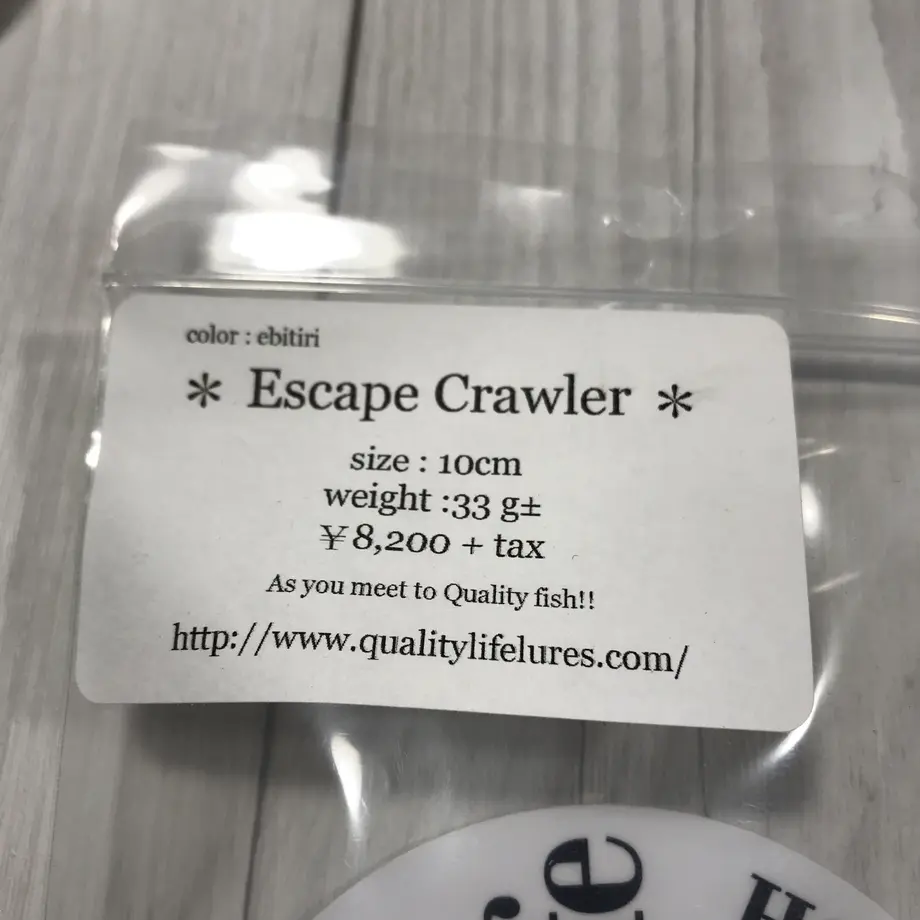 color : ebitiri
* Escape Crawler *
size : 10cm
weight :33 g±
¥8,200 + tax
As you meet to Quality fish!!
http://www.qualitylifelures.com/